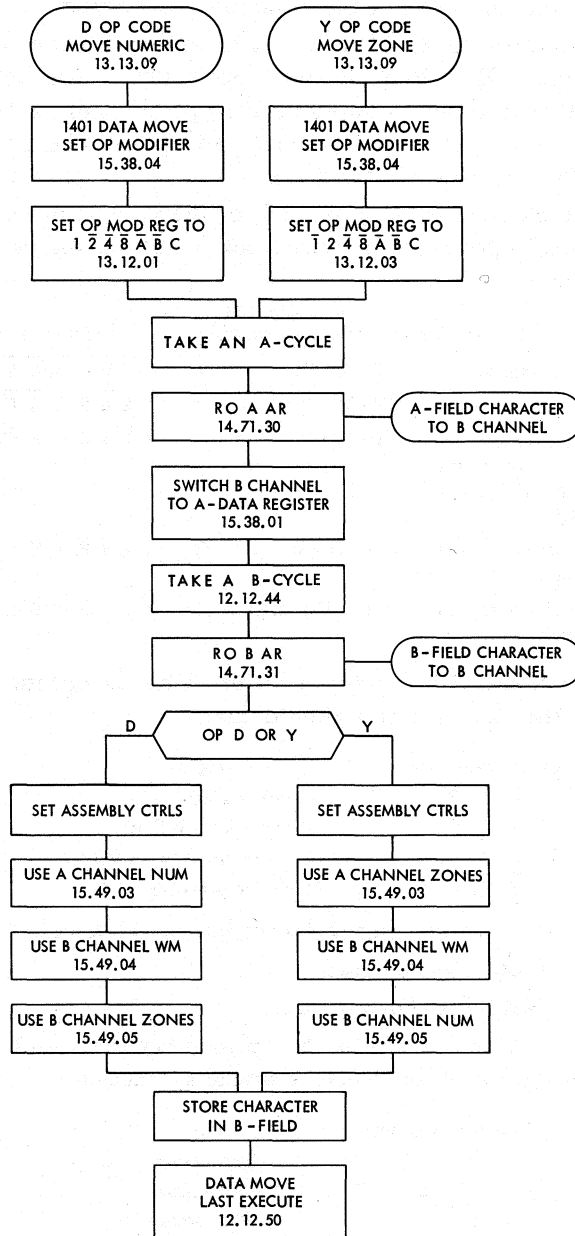 D OP CODE
MOVE NUMERIC
13.13.09
Y OP CODE
MOVE ZONE
13.13.09
1401 DATA MOVE
SET OP MODIFIER
15.38.04
1401 DATA MOVE
SET OP MODIFIER
15.38.04
SET OP MOD REG TO
1 2̅ 4̅ 8̅ A̅ B̅ C
13.12.01
SET OP MOD REG TO
1̅ 2 4̅ 8̅ A̅ B̅ C
13.12.03
TAKE AN A-CYCLE
RO A AR
14.71.30
A-FIELD CHARACTER
TO B CHANNEL
SWITCH B CHANNEL
TO A-DATA REGISTER
15.38.01
TAKE A B-CYCLE
12.12.44
RO B AR
14.71.31
B-FIELD CHARACTER
TO B CHANNEL
D
OP D OR Y
Y
SET ASSEMBLY CTRLS
SET ASSEMBLY CTRLS
USE A CHANNEL NUM
15.49.03
USE A CHANNEL ZONES
15.49.03
USE B CHANNEL WM
15.49.04
USE B CHANNEL WM
15.49.04
USE B CHANNEL ZONES
15.49.05
USE B CHANNEL NUM
15.49.05
STORE CHARACTER
IN B-FIELD
DATA MOVE
LAST EXECUTE
12.12.50